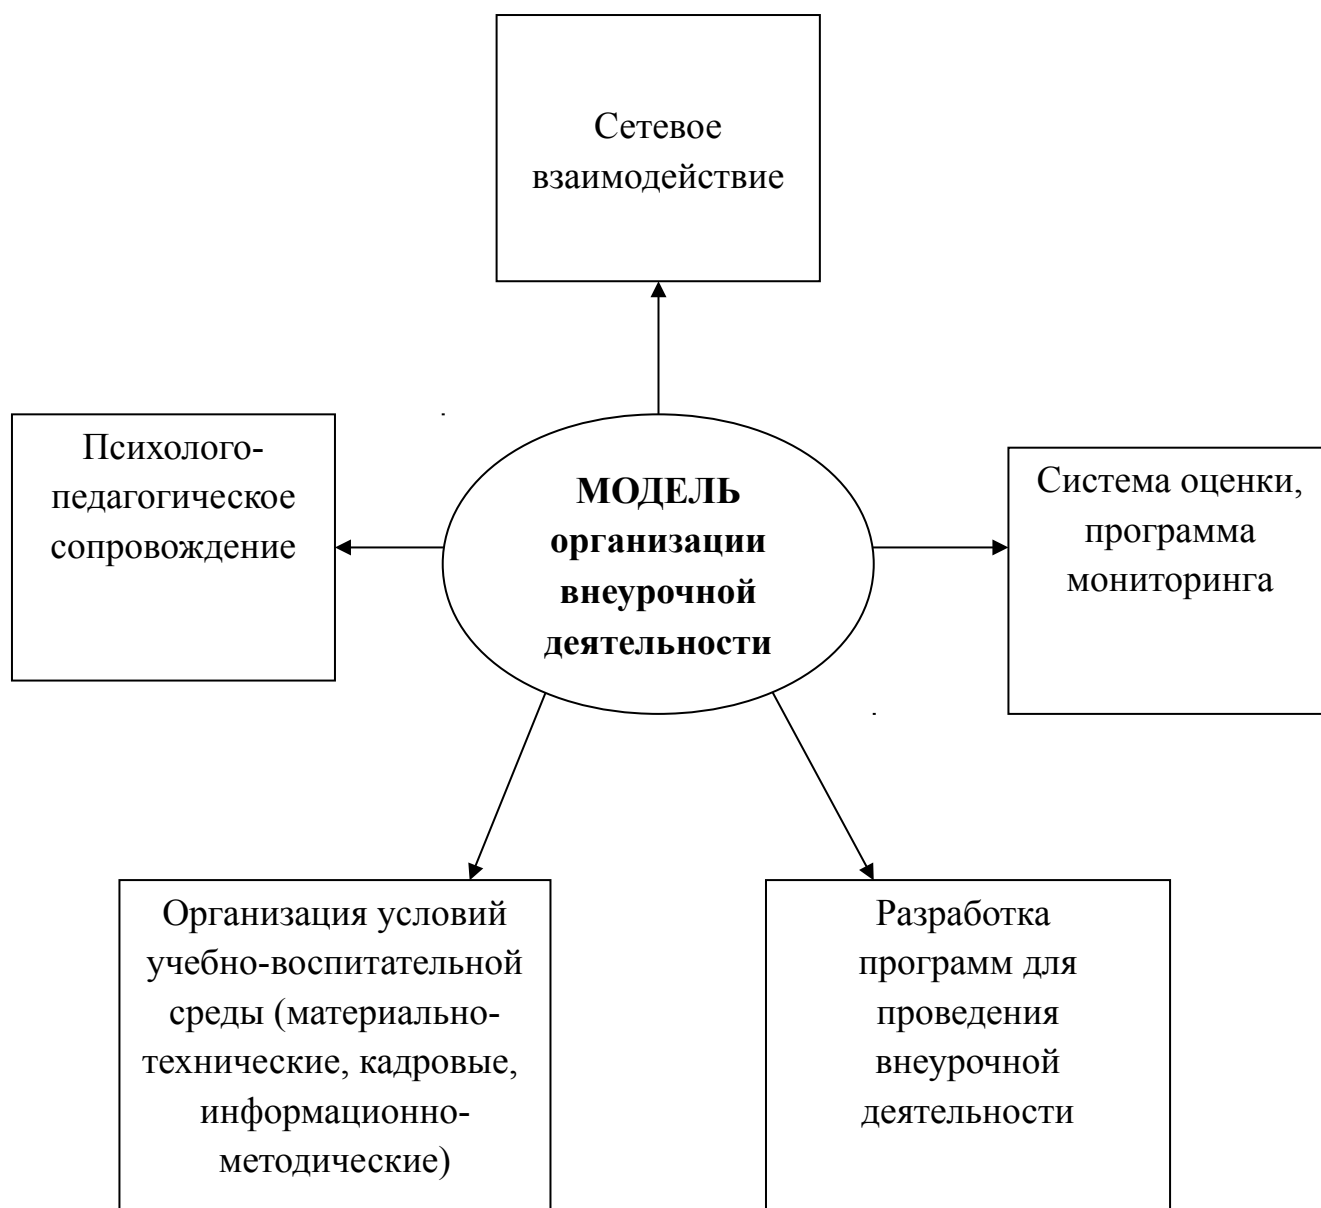 Сетевое
взаимодействие
Психолого-
педагогическое
сопровождение
МОДЕЛЬ
организации
внеурочной
деятельности
Система оценки,
программа
мониторинга
Организация условий
учебно-воспитательной
среды (материально-
технические, кадровые,
информационно-
методические)
Разработка
программ для
проведения
внеурочной
деятельности